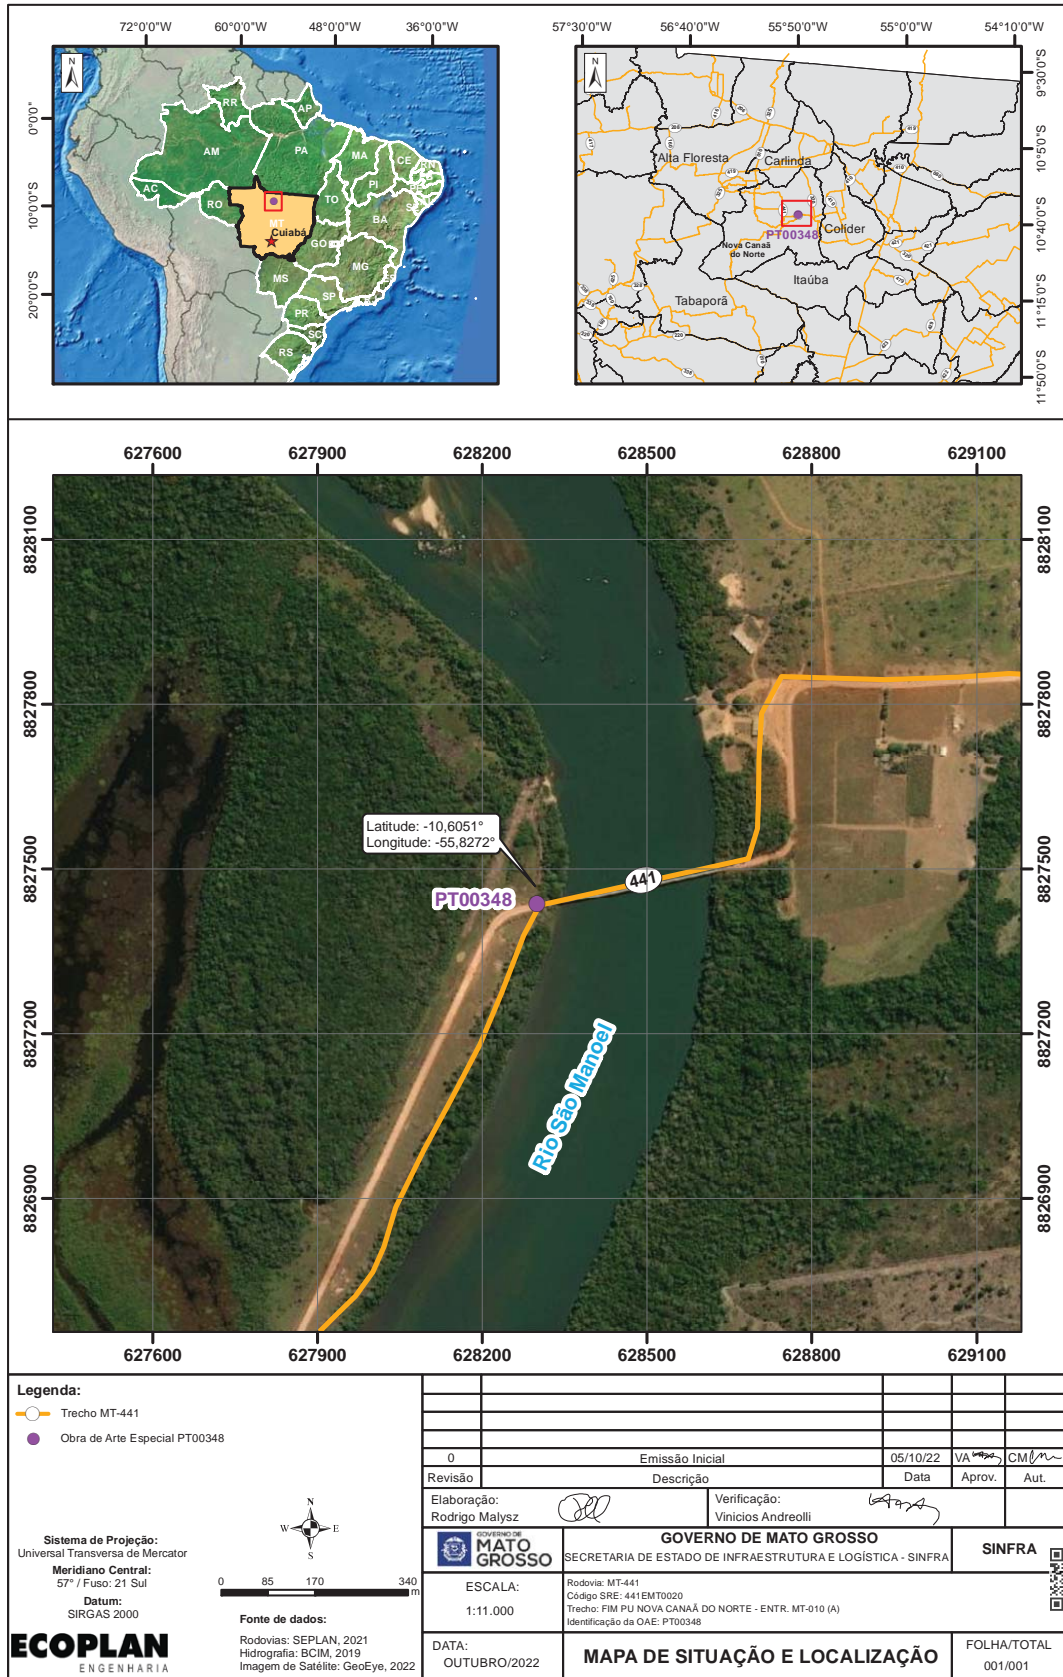 72°0'0"W 60°0'0"W 48°0'0"W 36°0'0"W
0°0'0"
10°0'0"S
20°0'0"S
N
RR
AP
AM
PA
MA
CE
RN
PI
AC
RO
TO
BA
MT
Cuiabá
GO
MG
MS
SP
PR
SC
RS
57°30'0"W 56°40'0"W 55°50'0"W 55°0'0"W 54°10'0"W
9°30'0"S
10°5'0"S
10°40'0"S
11°15'0"S
11°50'0"S
N
Alta Floresta
Carlinda
PT00348
Colíder
Nova Canaã
do Norte
Itaúba
Tabaporã
627600 627900 628200 628500 628800 629100
8828100 8828100
8827800 8827800
8827500 8827500
8827200 8827200
8826900 8826900
Latitude: -10,6051°
Longitude: -55,8272°
PT00348
441
Rio São Manoel
627600 627900 628200 628500 628800 629100
Legenda:
Trecho MT-441
Obra de Arte Especial PT00348
N
W E
S
Sistema de Projeção:
Universal Transversa de Mercator
Meridiano Central:
57° / Fuso: 21 Sul
Datum:
SIRGAS 2000
0 85 170 340
m
Fonte de dados:
Rodovias: SEPLAN, 2021
Hidrografia: BCIM, 2019
Imagem de Satélite: GeoEye, 2022
ECOPLAN
ENGENHARIA
0 Emissão Inicial 05/10/22 VA CM
Revisão Descrição Data Aprov. Aut.
Elaboração:
Rodrigo Malysz
Verificação:
Vinicios Andreolli
GOVERNO DE
MATO
GROSSO
GOVERNO DE MATO GROSSO
SECRETARIA DE ESTADO DE INFRAESTRUTURA E LOGÍSTICA - SINFRA
SINFRA
ESCALA:
1:11.000
Rodovia: MT-441
Código SRE: 441EMT0020
Trecho: FIM PU NOVA CANAÃ DO NORTE - ENTR. MT-010 (A)
Identificação da OAE: PT00348
DATA:
OUTUBRO/2022
MAPA DE SITUAÇÃO E LOCALIZAÇÃO
FOLHA/TOTAL
001/001